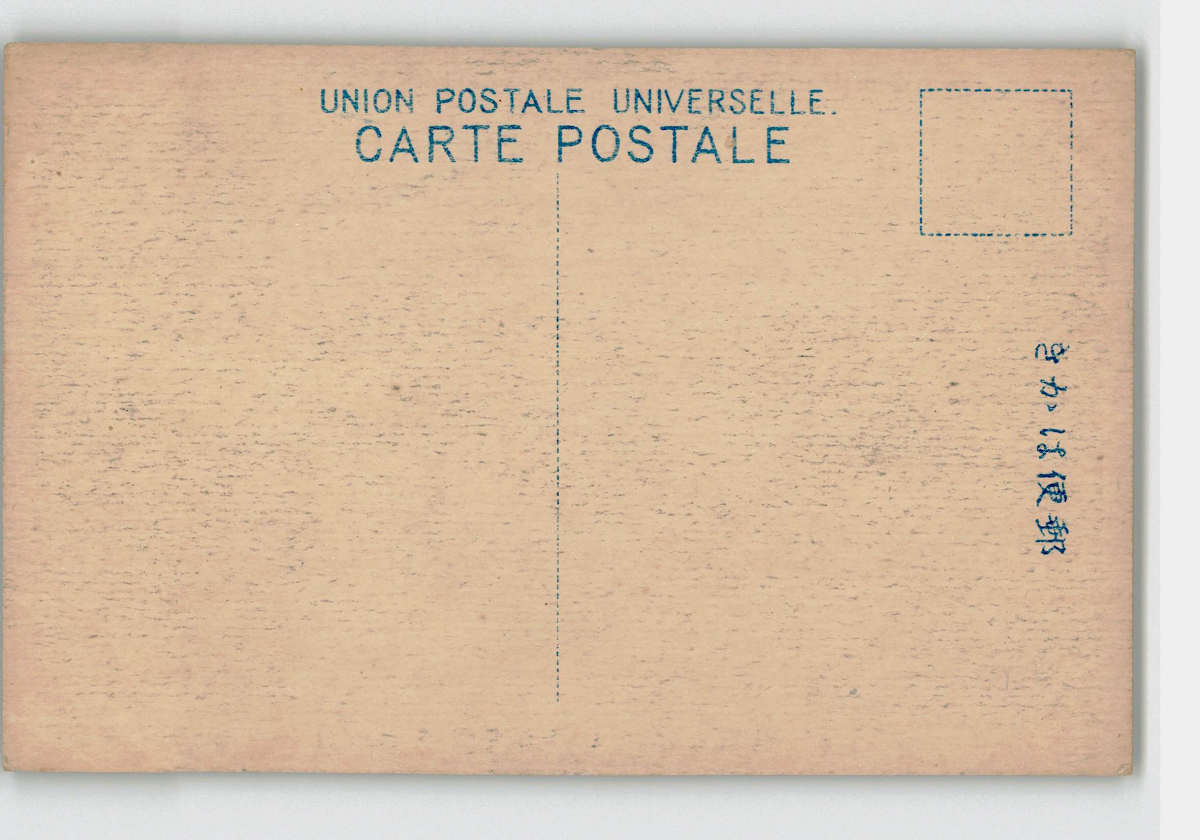 UNION POSTALE UNIVERSELLE.
CARTE POSTALE
きかは便郵